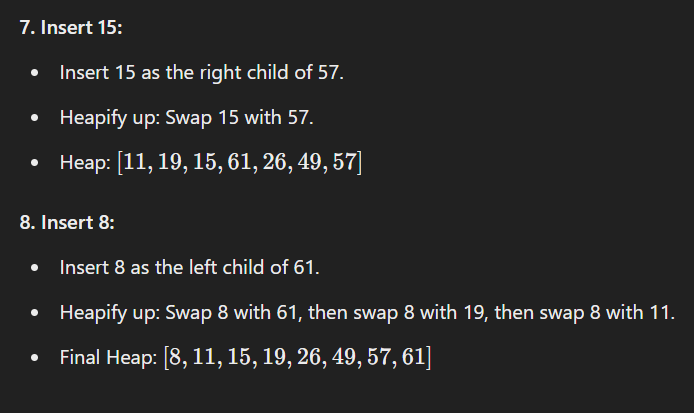 7. Insert 15:
• Insert 15 as the right child of 57.
• Heapify up: Swap 15 with 57.
• Heap: [11, 19, 15, 61, 26, 49, 57]
8. Insert 8:
• Insert 8 as the left child of 61.
• Heapify up: Swap 8 with 61, then swap 8 with 19, then swap 8 with 11.
• Final Heap: [8, 11, 15, 19, 26, 49, 57, 61]